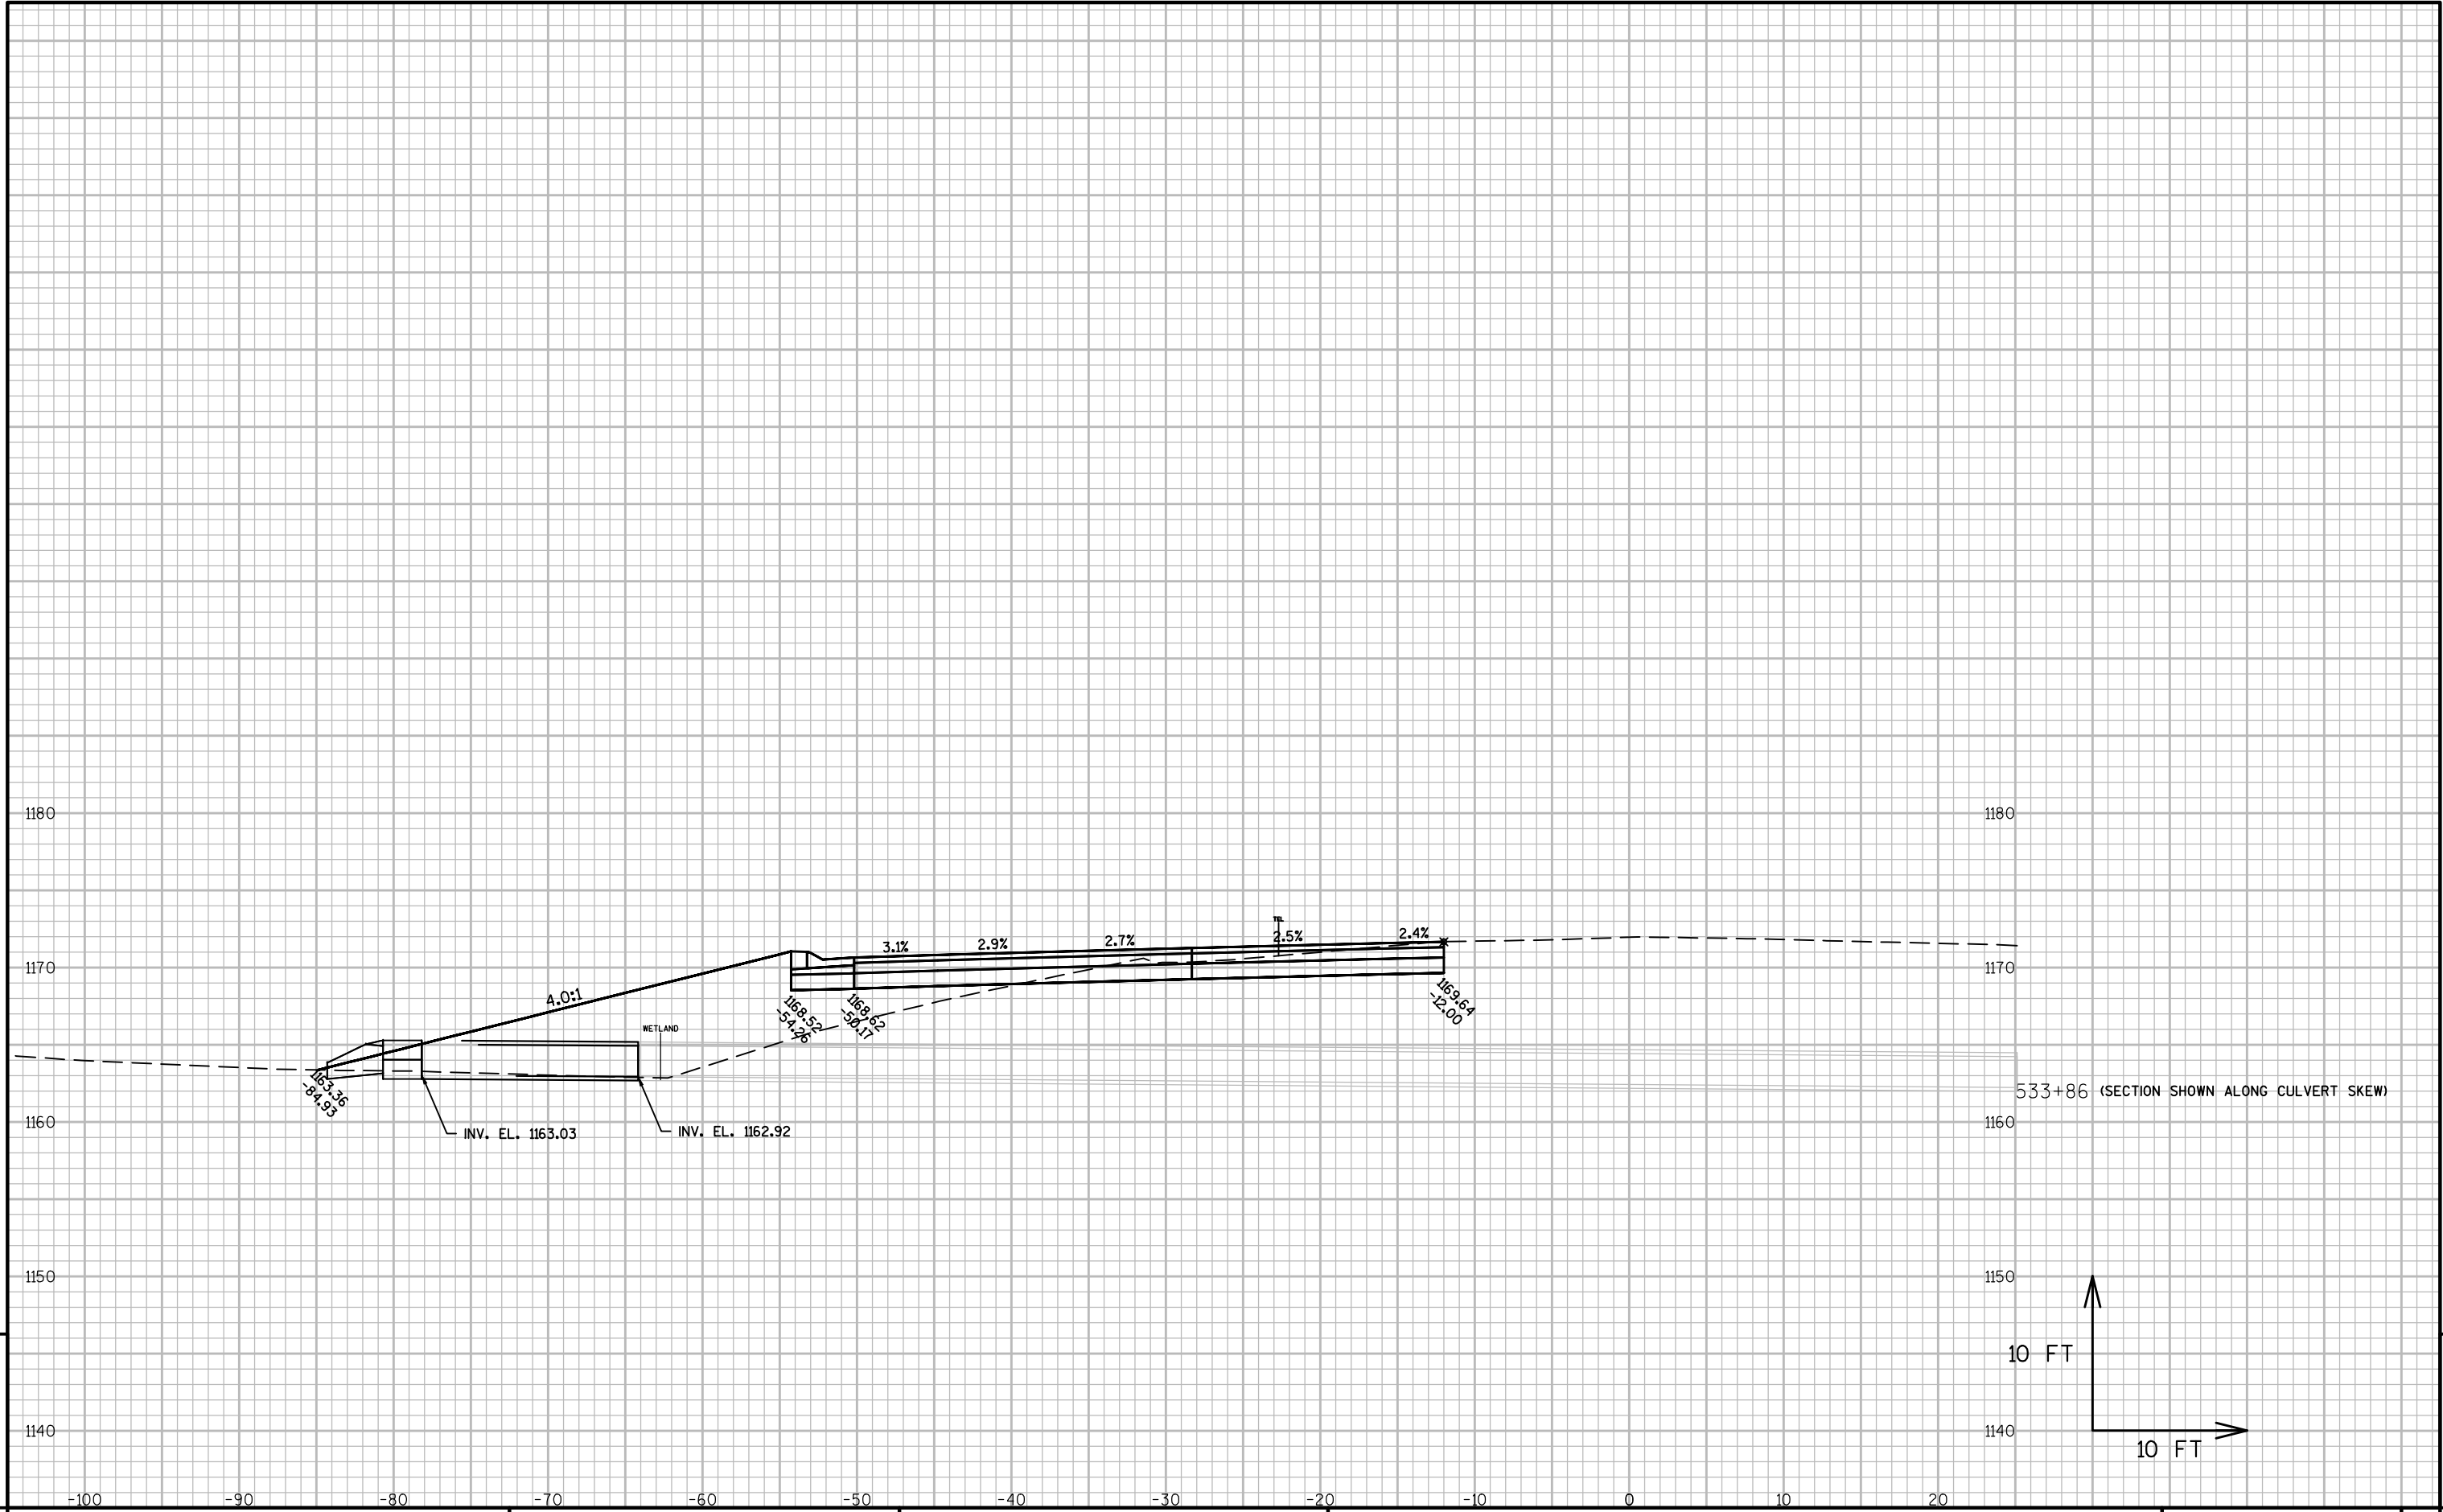 1180 1180
TEL
3.1% 2.9% 2.7% 2.5% 2.4%
1170 1170
4.0:1
1168.52
-54.26
1168.62
-50.17
1169.64
-12.00
WETLAND
1163.36
-84.93
533+86 (SECTION SHOWN ALONG CULVERT SKEW)
1160 1160
INV. EL. 1163.03
INV. EL. 1162.92
1150 1150
10 FT
1140 1140
10 FT
-100 -90 -80 -70 -60 -50 -40 -30 -20 -10 0 10 20